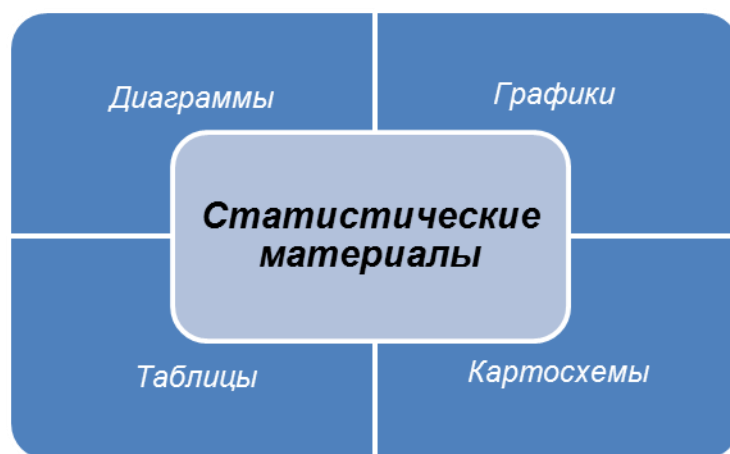 Диаграммы
Графики
Статистические
материалы
Таблицы
Картосхемы